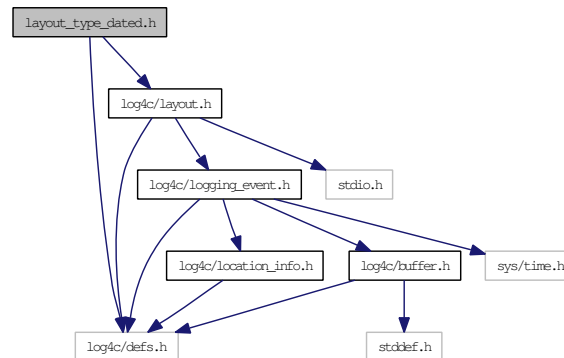 layout_type_dated.h
log4c/layout.h
log4c/logging_event.h
stdio.h
log4c/location_info.h
log4c/buffer.h
sys/time.h
log4c/defs.h
stddef.h